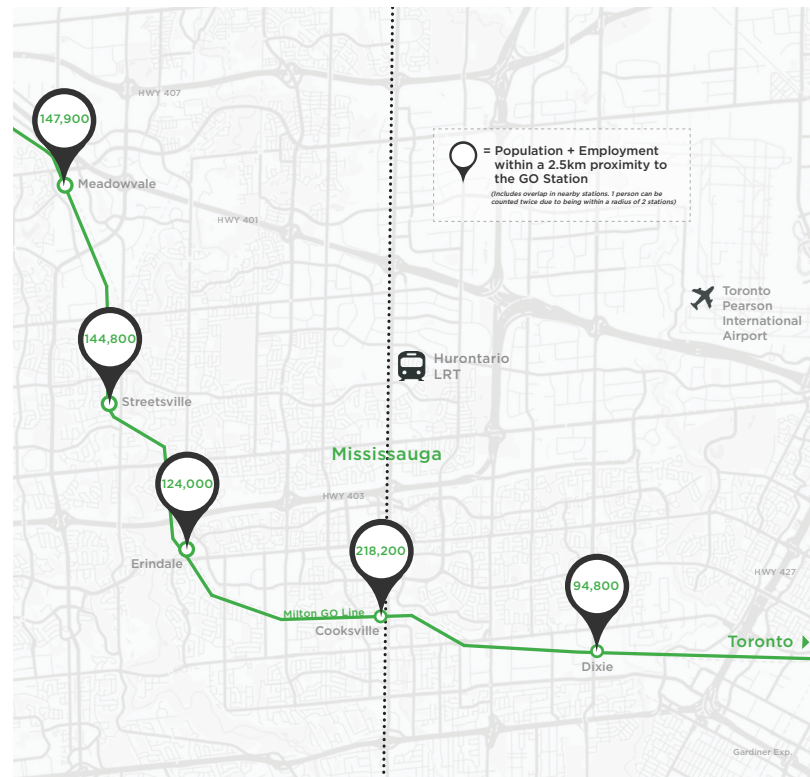 HWY 407
147,900
= Population + Employment
within a 2.5km proximity to
the GO Station
(Includes overlap in nearby stations. 1 person can be
counted twice due to being within a radius of 2 stations)
Meadowvale
HWY 401
Toronto
Pearson
International
Airport
144,800
Hurontario
LRT
Streetsville
Mississauga
124,000
HWY 403
218,200
Erindale
94,800
HWY 427
Milton GO Line
Cooksville
Toronto
Dixie
Gardiner Exp.